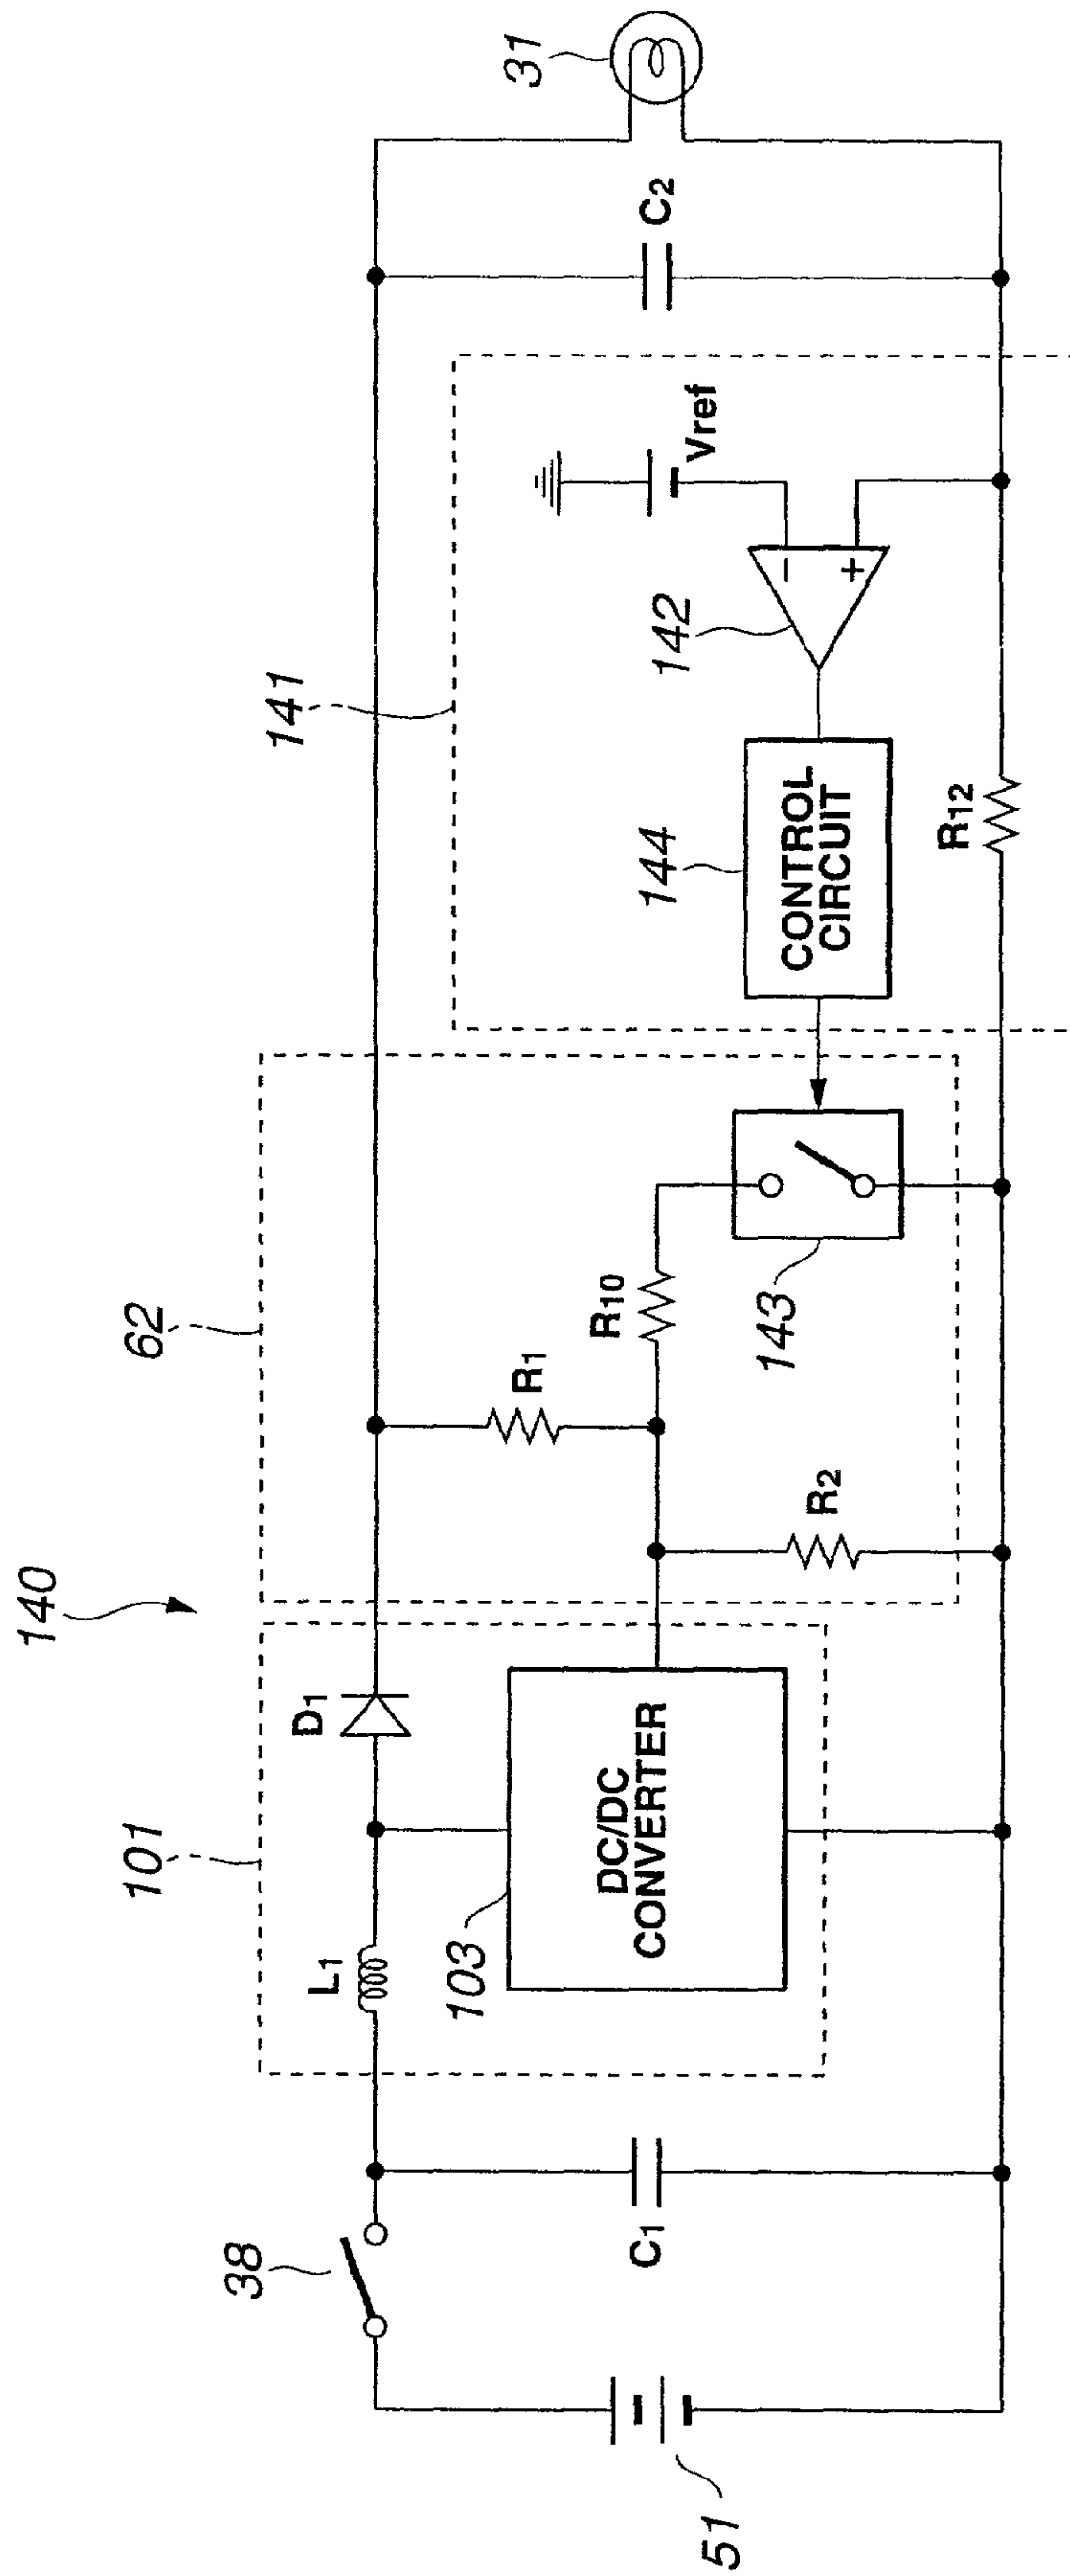 140
101
62
141
38
L1
D1
31
R1
R10
Vref
C2
103
DC/DC
CONVERTER
144
142
C1
R2
143
CONTROL
CIRCUIT
−
+
R12
51